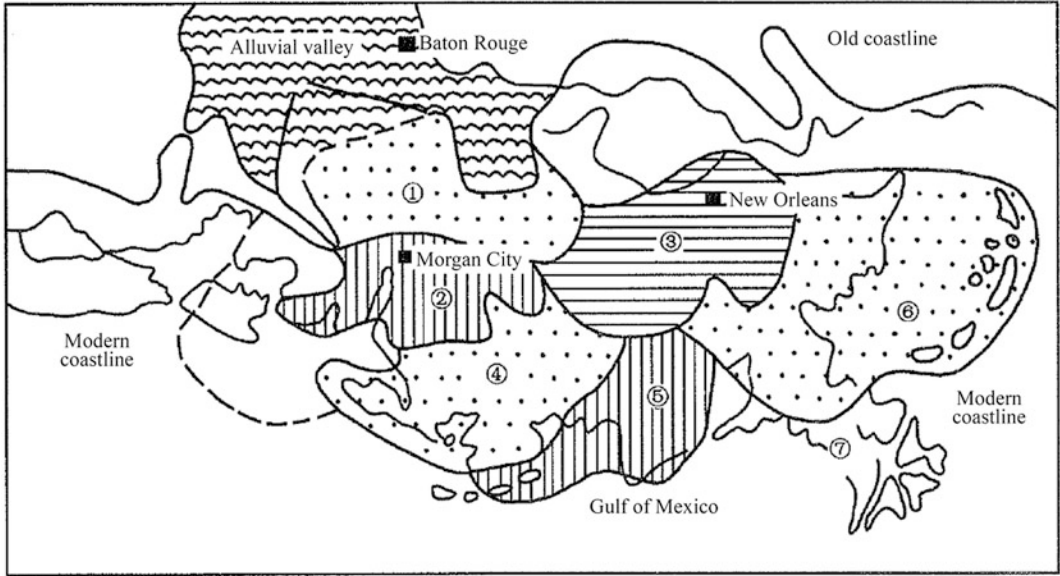 Alluvial valley
Baton Rouge
Old coastline
①
New Orleans
③
Morgan City
②
⑥
Modern
coastline
④
⑤
Modern
coastline
⑦
Gulf of Mexico